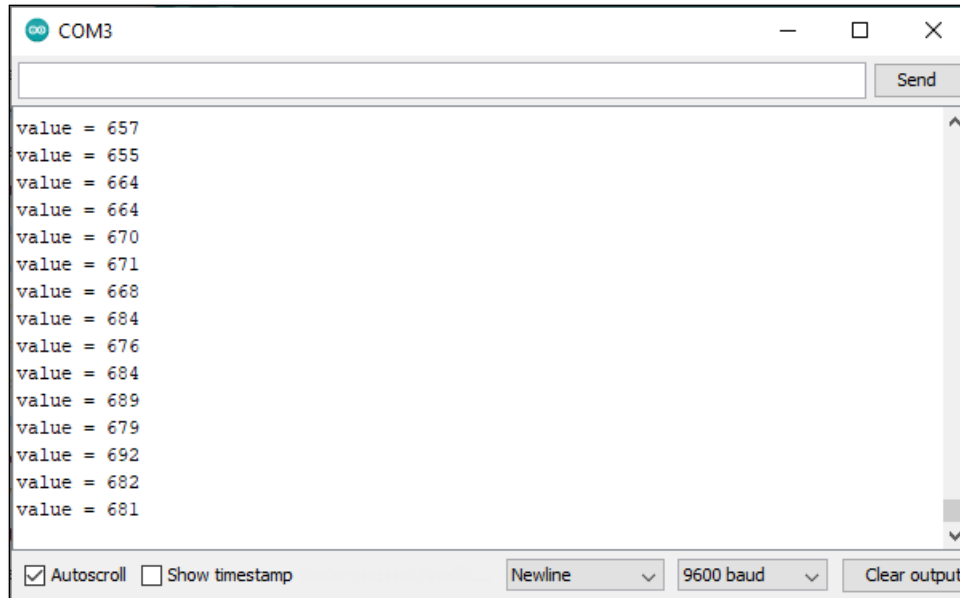 COM3
Send
value = 657
value = 655
value = 664
value = 664
value = 670
value = 671
value = 668
value = 684
value = 676
value = 684
value = 689
value = 679
value = 692
value = 682
value = 681
Autoscroll Show timestamp Newline 9600 baud Clear output